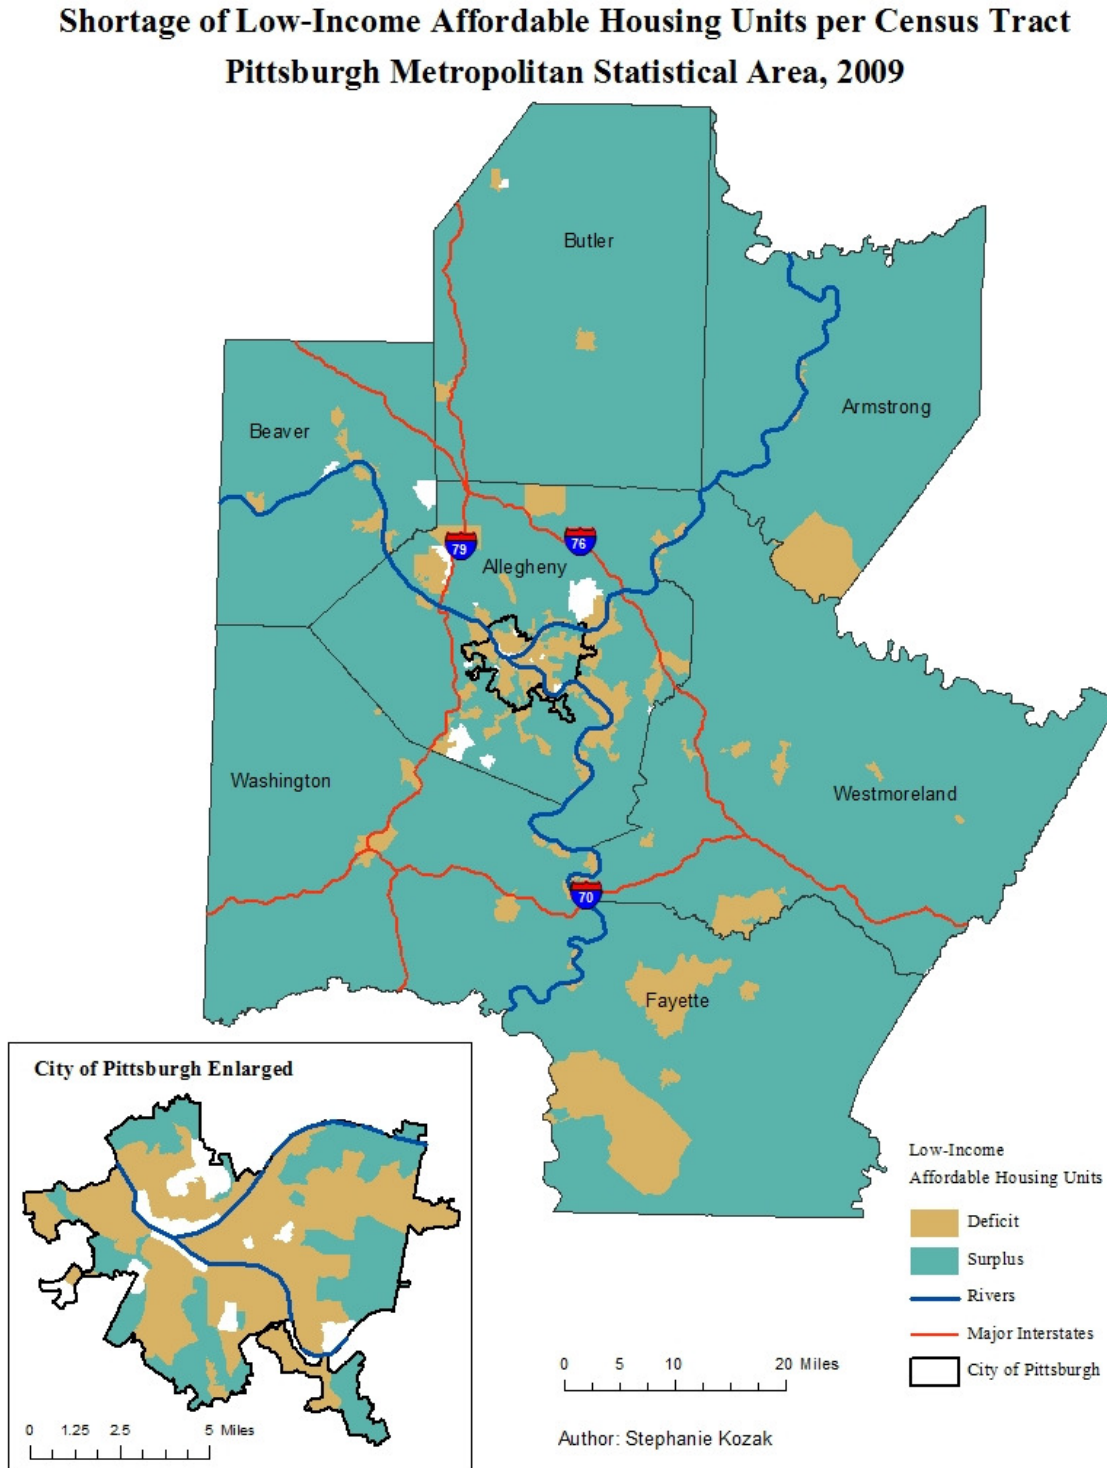 Shortage of Low-Income Affordable Housing Units per Census Tract
Pittsburgh Metropolitan Statistical Area, 2009
Butler
Armstrong
Beaver
79
76
Allegheny
Washington
Westmoreland
70
Fayette
City of Pittsburgh Enlarged
0 1.25 2.5 5 Miles
Low-Income
Affordable Housing Units
Deficit
Surplus
Rivers
Major Interstates
City of Pittsburgh
0 5 10 20 Miles
Author: Stephanie Kozak